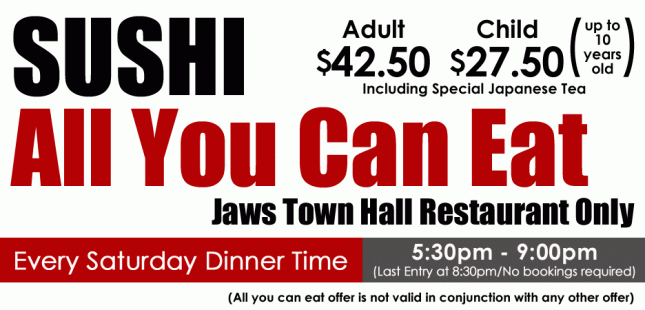 SUSHI
Adult Child
$42.50 $27.50 (up to 10 years old)
Including Special Japanese Tea
All You Can Eat
Jaws Town Hall Restaurant Only
Every Saturday Dinner Time
5:30pm - 9:00pm
(Last Entry at 8:30pm/No bookings required)
(All you can eat offer is not valid in conjunction with any other offer)